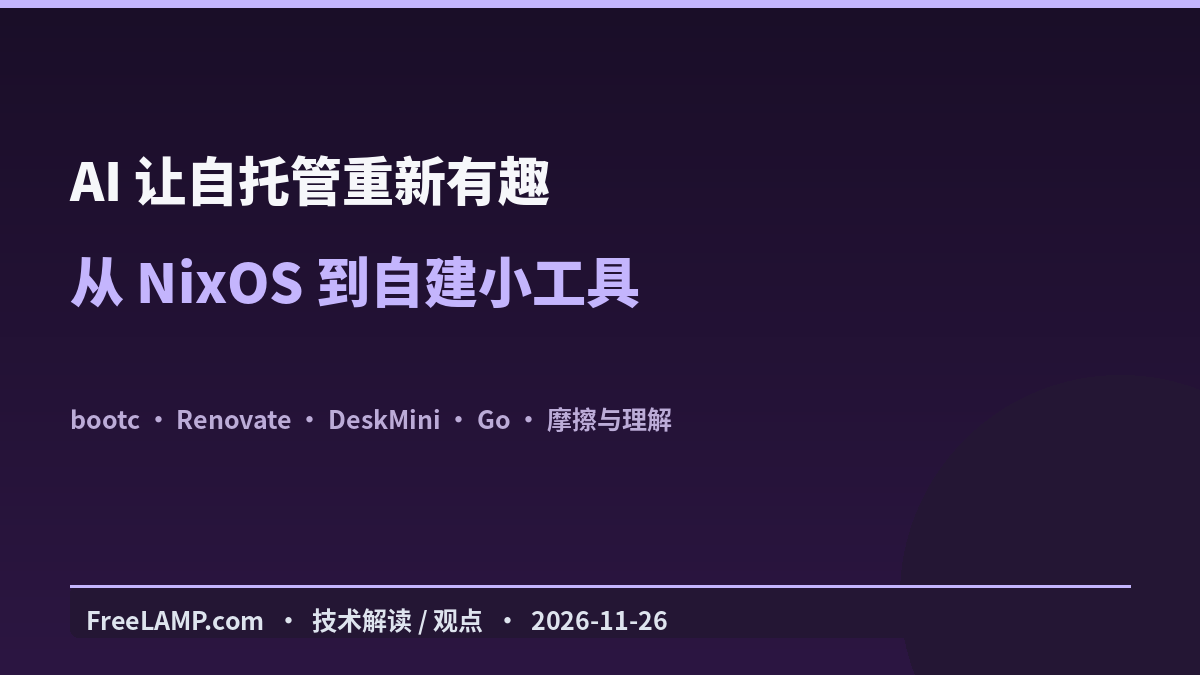 AI 让自托管重新有趣
从 NixOS 到自建小工具
bootc · Renovate · DeskMini · Go · 摩擦与理解
FreeLAMP.com · 技术解读 / 观点 · 2026-11-26